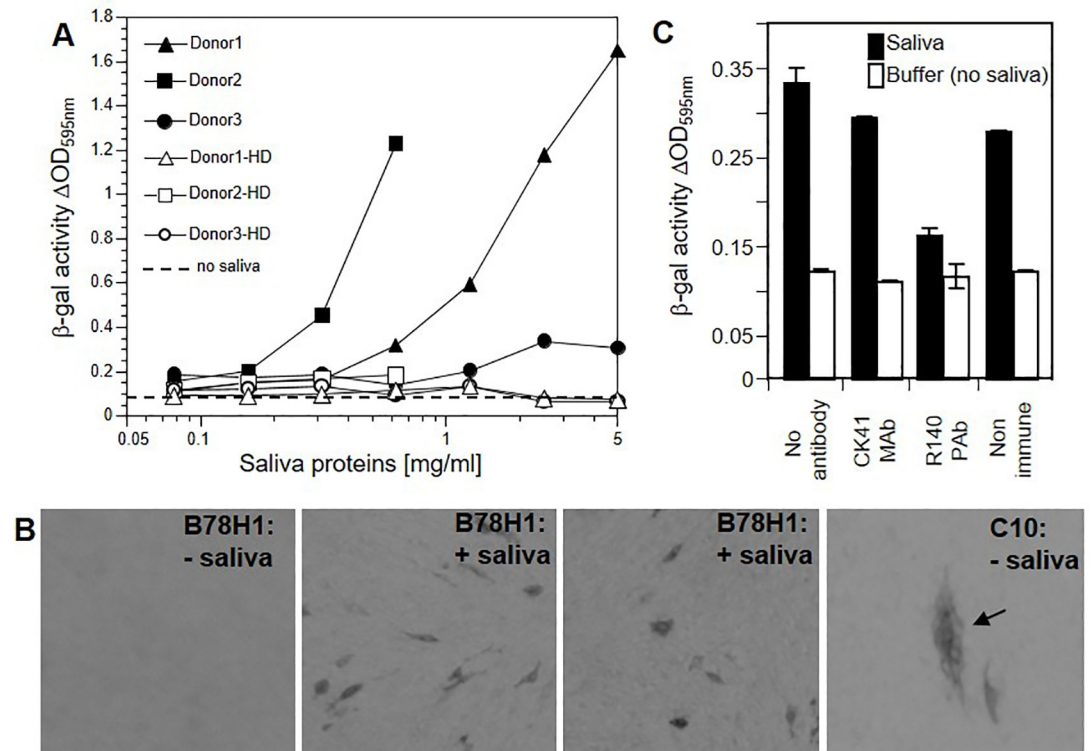 A
β-gal activity ΔOD595nm
1.8
1.6
1.4
1.2
1
0.8
0.6
0.4
0.2
0
Donor1
Donor2
Donor3
Donor1-HD
Donor2-HD
Donor3-HD
no saliva
0.05
0.1
1
5
Saliva proteins [mg/ml]
C
β-gal activity ΔOD595nm
0.35
0.25
0.15
0.05
0
Saliva
Buffer (no saliva)
No
antibody
CK41
MAb
R140
PAb
Non
immune
B
B78H1:
- saliva
B78H1:
+ saliva
B78H1:
+ saliva
C10:
- saliva